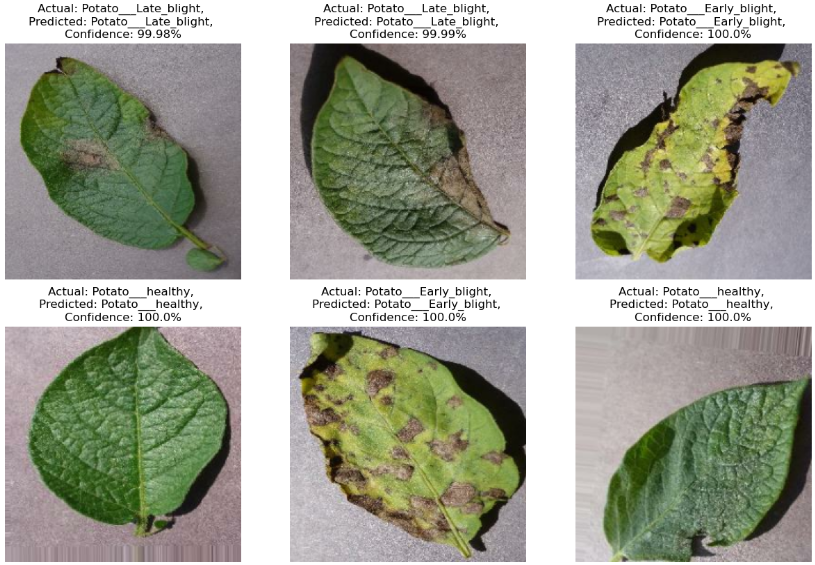 Actual: Potato___Late_blight,
Predicted: Potato___Late_blight,
Confidence: 99.98%
Actual: Potato___Late_blight,
Predicted: Potato___Late_blight,
Confidence: 99.99%
Actual: Potato___Early_blight,
Predicted: Potato___Early_blight,
Confidence: 100.0%
Actual: Potato___healthy,
Predicted: Potato___healthy,
Confidence: 100.0%
Actual: Potato___Early_blight,
Predicted: Potato___Early_blight,
Confidence: 100.0%
Actual: Potato___healthy,
Predicted: Potato___healthy,
Confidence: 100.0%